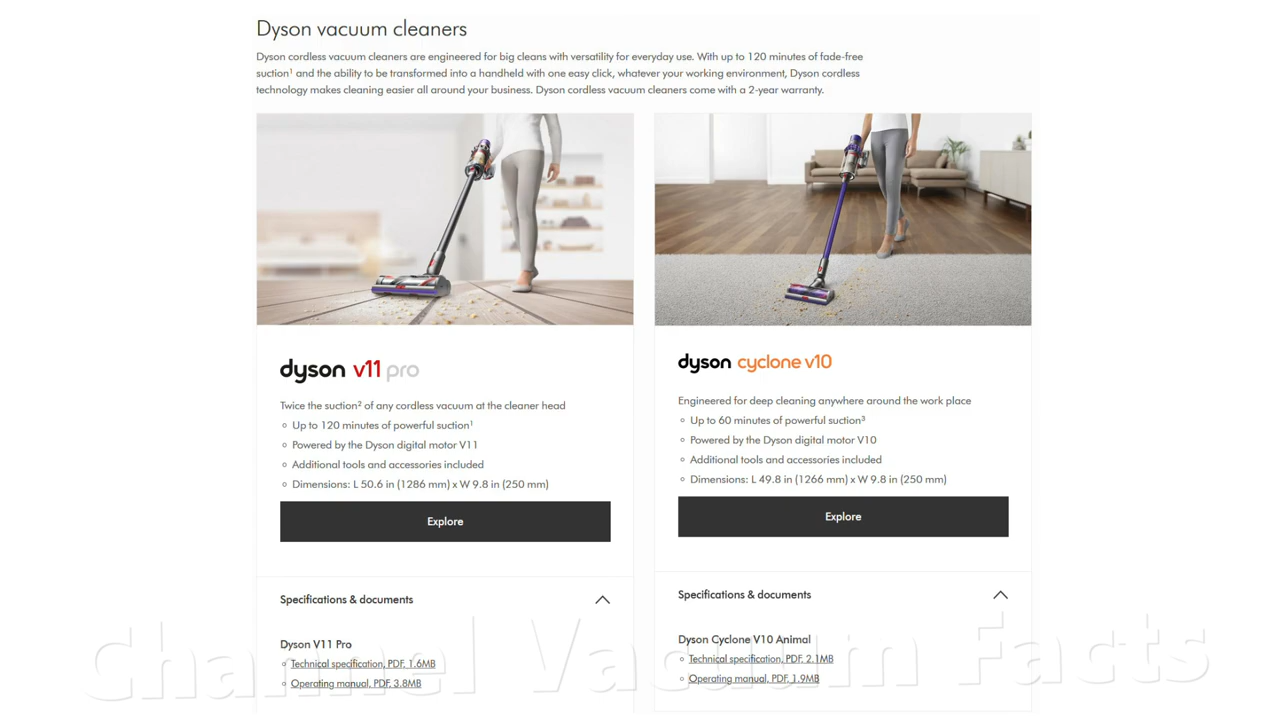 Dyson vacuum cleaners
Dyson cordless vacuum cleaners are engineered for big cleans with versatility for everyday use. With up to 120 minutes of fade-free
suction¹ and the ability to be transformed into a handheld with one easy click, whatever your working environment, Dyson cordless
technology makes cleaning easier all around your business. Dyson cordless vacuum cleaners come with a 2-year warranty.
dyson v11 pro
Twice the suction² of any cordless vacuum at the cleaner head
Up to 120 minutes of powerful suction¹
Powered by the Dyson digital motor V11
Additional tools and accessories included
Dimensions: L 50.6 in (1286 mm) x W 9.8 in (250 mm)
Explore
Specifications & documents
Dyson V11 Pro
Technical specification, PDF, 1.6MB
Operating manual, PDF, 3.8MB
dyson cyclone v10
Engineered for deep cleaning anywhere around the work place
Up to 60 minutes of powerful suction³
Powered by the Dyson digital motor V10
Additional tools and accessories included
Dimensions: L 49.8 in (1266 mm) x W 9.8 in (250 mm)
Explore
Specifications & documents
Dyson Cyclone V10 Animal
Technical specification, PDF, 2.1MB
Operating manual, PDF, 1.9MB
Channel Vacuum Facts